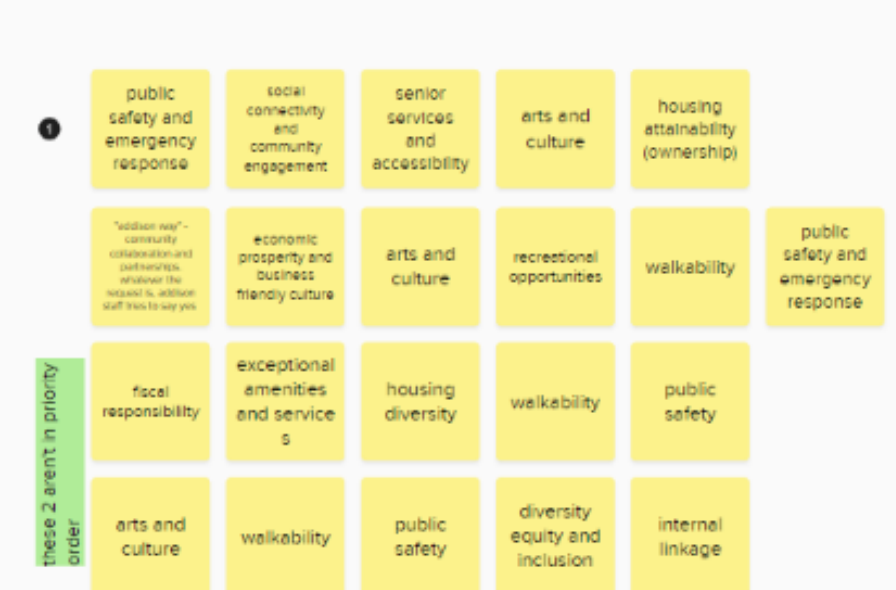 1
public
safety and
emergency
response
social
connectivity
and
community
engagement
senior
services
and
accessibility
arts and
culture
housing
attainability
(ownership)
"addison way" -
community
collaboration and
partnerships,
whatever the
request is, addison
staff tries to say yes
economic
prosperity and
business
friendly culture
arts and
culture
recreational
opportunities
walkability
public
safety and
emergency
response
these 2 aren't in priority
order
fiscal
responsibility
exceptional
amenities
and service
s
housing
diversity
walkability
public
safety
arts and
culture
walkability
public
safety
diversity
equity and
inclusion
internal
linkage